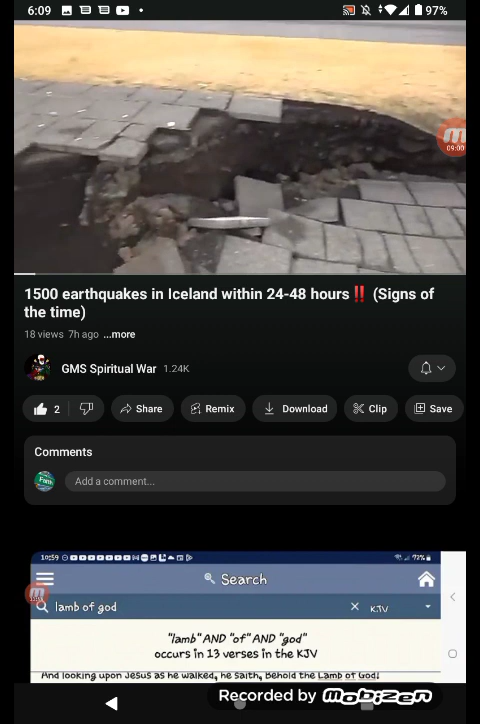 6:09
97%
09:00
1500 earthquakes in Iceland within 24-48 hours‼️ (Signs of
the time)
18 views 7h ago ...more
GMS Spiritual War 1.24K
2
Share
Remix
Download
Clip
Save
Comments
Add a comment...
10:59
72%
Search
lamb of god
KJV
"lamb" AND "of" AND "god"
occurs in 13 verses in the KJV
And looking upon Jesus as he walked, he saith, Behold the Lamb of God!
Recorded by mobizen